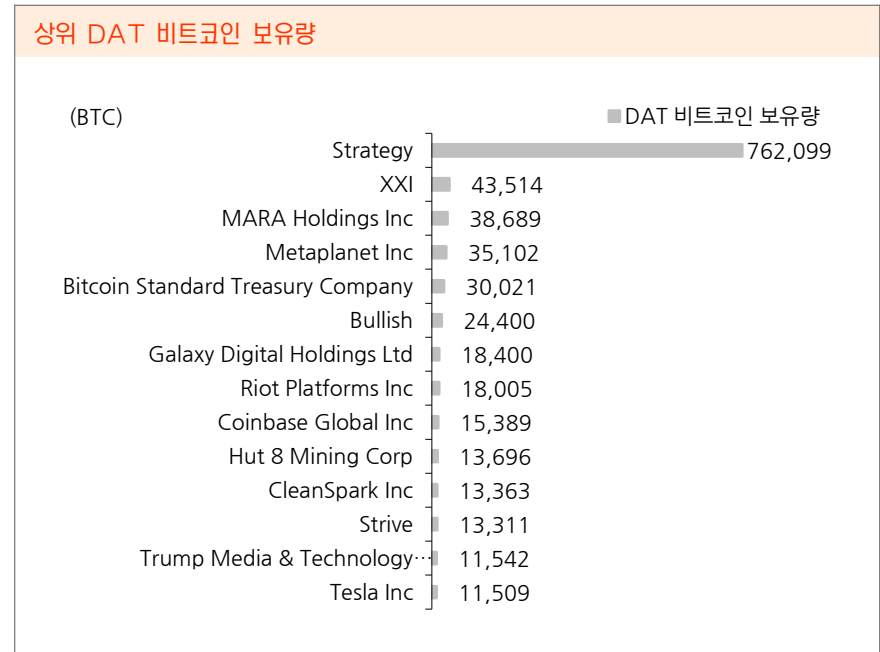 상위 DAT 비트코인 보유량
(BTC)
DAT 비트코인 보유량
Strategy 762,099
XXI 43,514
MARA Holdings Inc 38,689
Metaplanet Inc 35,102
Bitcoin Standard Treasury Company 30,021
Bullish 24,400
Galaxy Digital Holdings Ltd 18,400
Riot Platforms Inc 18,005
Coinbase Global Inc 15,389
Hut 8 Mining Corp 13,696
CleanSpark Inc 13,363
Strive 13,311
Trump Media & Technology… 11,542
Tesla Inc 11,509